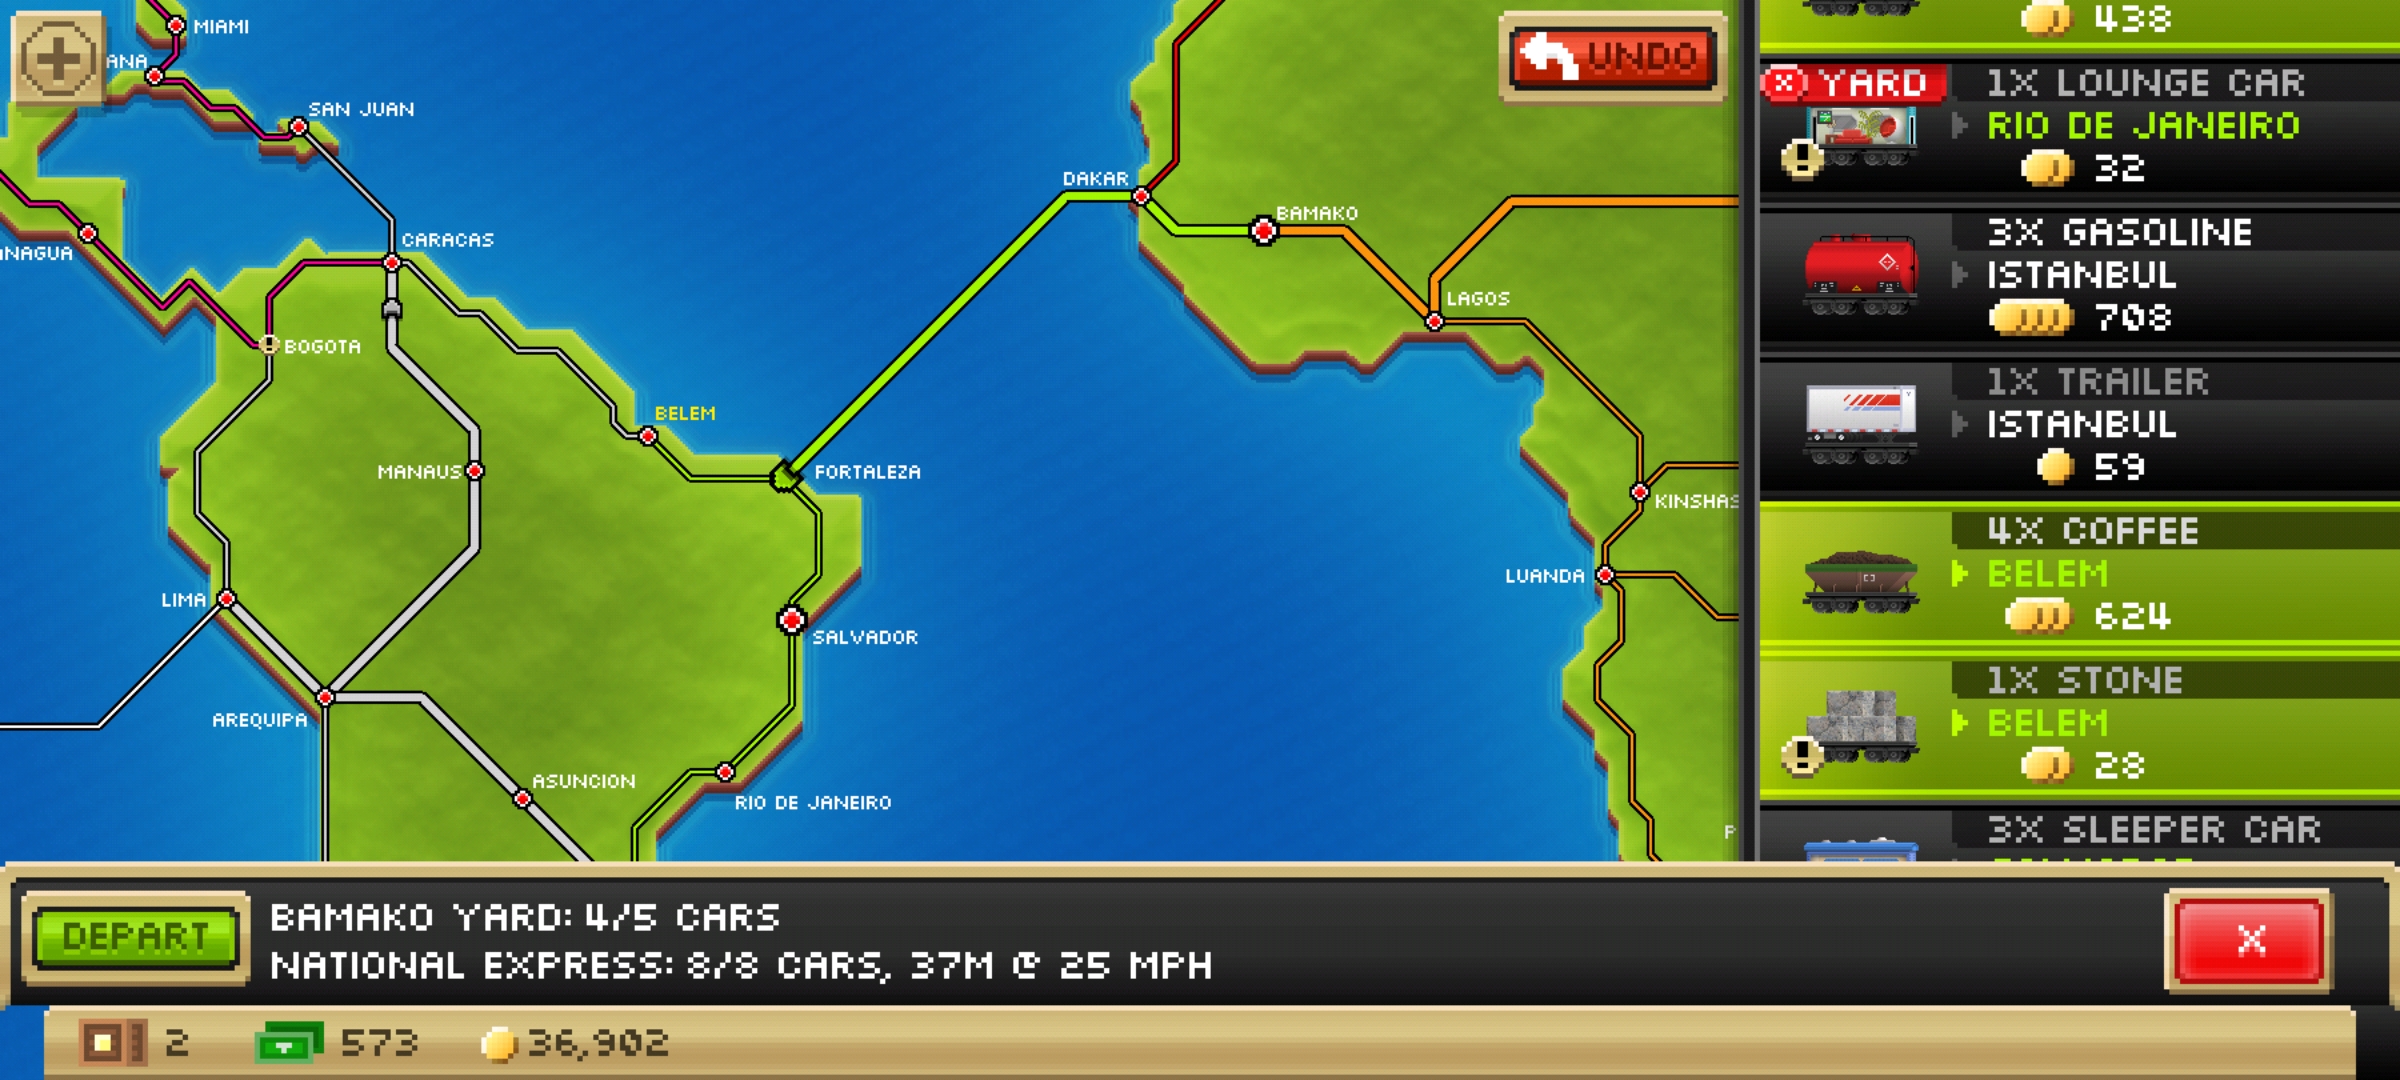 MIAMI
ANA
SAN JUAN
CARACAS
NAGUA
BOGOTA
BELEM
MANAUS
FORTALEZA
LIMA
SALVADOR
AREQUIPA
ASUNCION
RIO DE JANEIRO
DAKAR
BAMAKO
LAGOS
KINSHAS
LUANDA
P
UNDO
438
YARD
1X LOUNGE CAR
RIO DE JANEIRO
32
3X GASOLINE
ISTANBUL
708
1X TRAILER
ISTANBUL
59
4X COFFEE
BELEM
624
1X STONE
BELEM
28
3X SLEEPER CAR
DEPART
BAMAKO YARD: 4/5 CARS
NATIONAL EXPRESS: 8/8 CARS, 37M @ 25 MPH
X
2
573
36,902